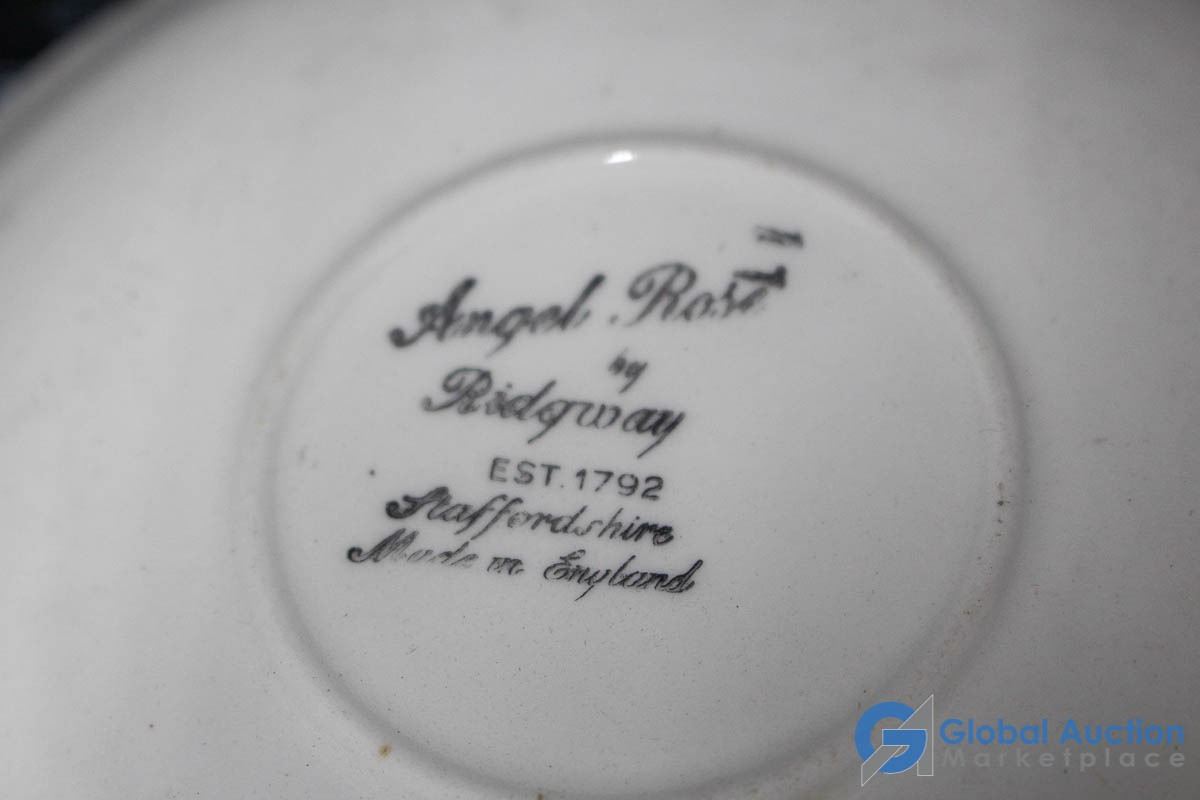 Angel Rose
by
Ridgway
EST. 1792
Staffordshire
Made in England
Global Auction
Marketplace